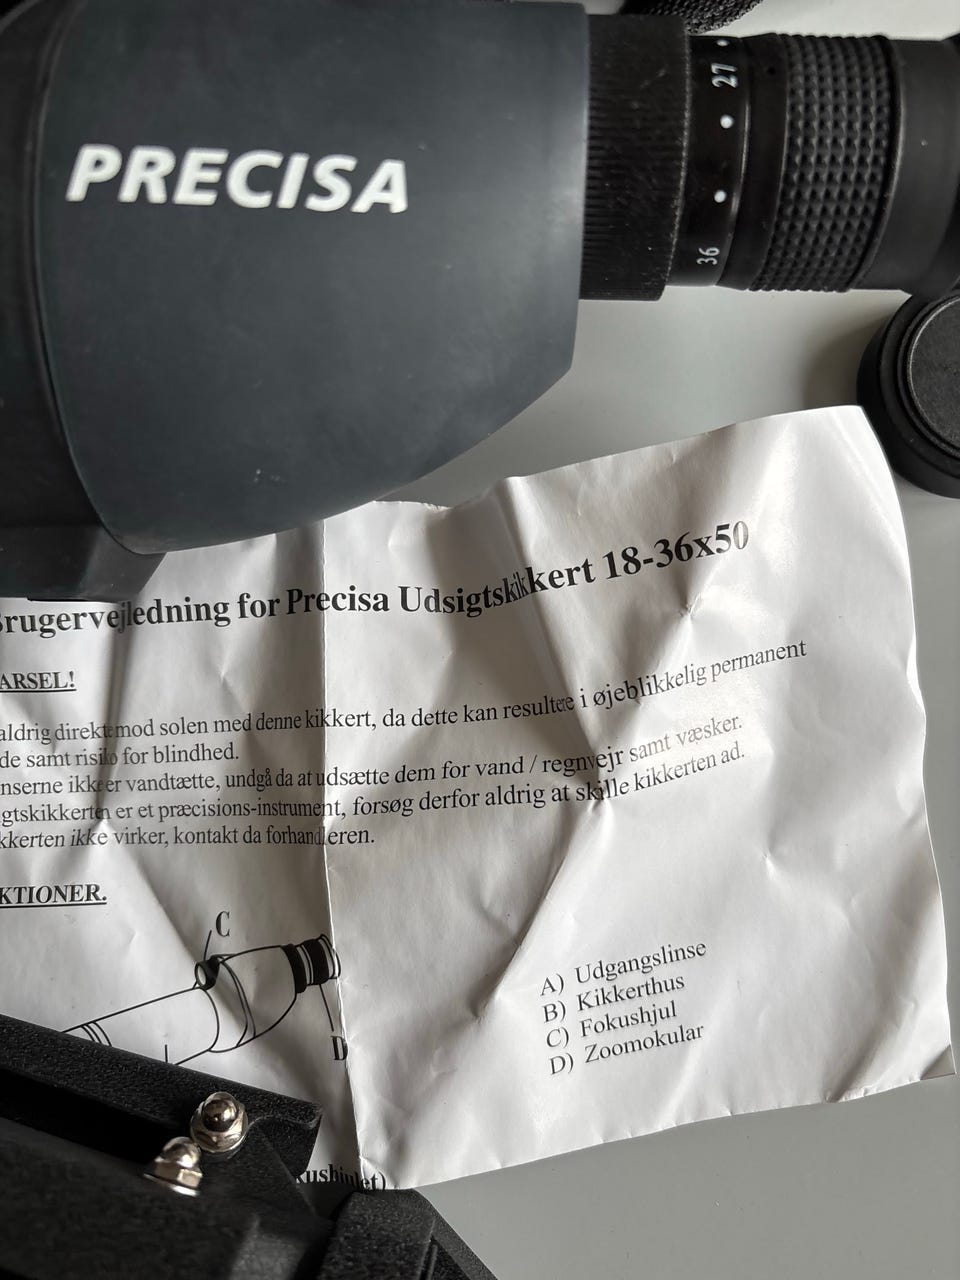 PRECISA
27
36
Brugervejledning for Precisa Udsigtskikkert 18-36x50
ARSEL!
aldrig direkte mod solen med denne kikkert, da dette kan resultere i øjeblikkelig permanent
de samt risiko for blindhed.
nserne ikke er vandtætte, undgå da at udsætte dem for vand / regnvejr samt væsker.
gtskikkerten er et præcisions-instrument, forsøg derfor aldrig at skille kikkerten ad.
kkerten ikke virker, kontakt da forhandleren.
KTIONER.
C
D
A) Udgangslinse
B) Kikkerthus
C) Fokushjul
D) Zoomokular
kushjulet)